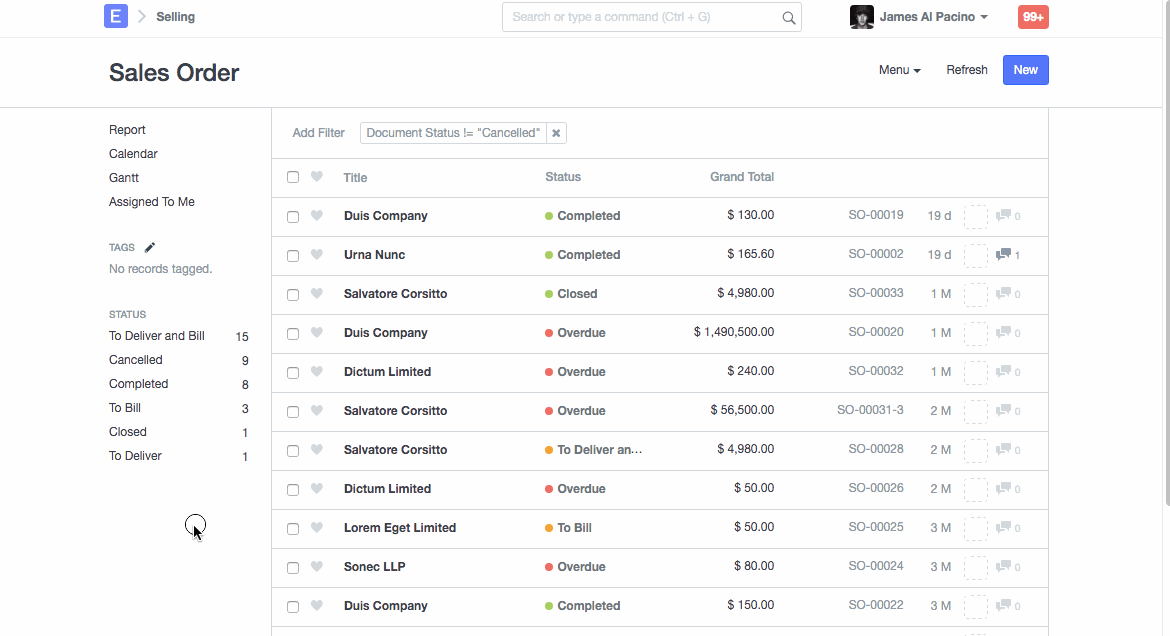 E Selling Search or type a command (Ctrl + G) James Al Pacino 99+
Sales Order Menu Refresh New
Report
Calendar
Gantt
Assigned To Me
TAGS
No records tagged.
STATUS
To Deliver and Bill 15
Cancelled 9
Completed 8
To Bill 3
Closed 1
To Deliver 1
Add Filter Document Status != "Cancelled" ×
Title Status Grand Total
Duis Company Completed $ 130.00 SO-00019 19 d 0
Urna Nunc Completed $ 165.60 SO-00002 19 d 1
Salvatore Corsitto Closed $ 4,980.00 SO-00033 1 M 0
Duis Company Overdue $ 1,490,500.00 SO-00020 1 M 0
Dictum Limited Overdue $ 240.00 SO-00032 1 M 0
Salvatore Corsitto Overdue $ 56,500.00 SO-00031-3 2 M 0
Salvatore Corsitto To Deliver an... $ 4,980.00 SO-00028 2 M 0
Dictum Limited Overdue $ 50.00 SO-00026 2 M 0
Lorem Eget Limited To Bill $ 50.00 SO-00025 3 M 0
Sonec LLP Overdue $ 80.00 SO-00024 3 M 0
Duis Company Completed $ 150.00 SO-00022 3 M 0